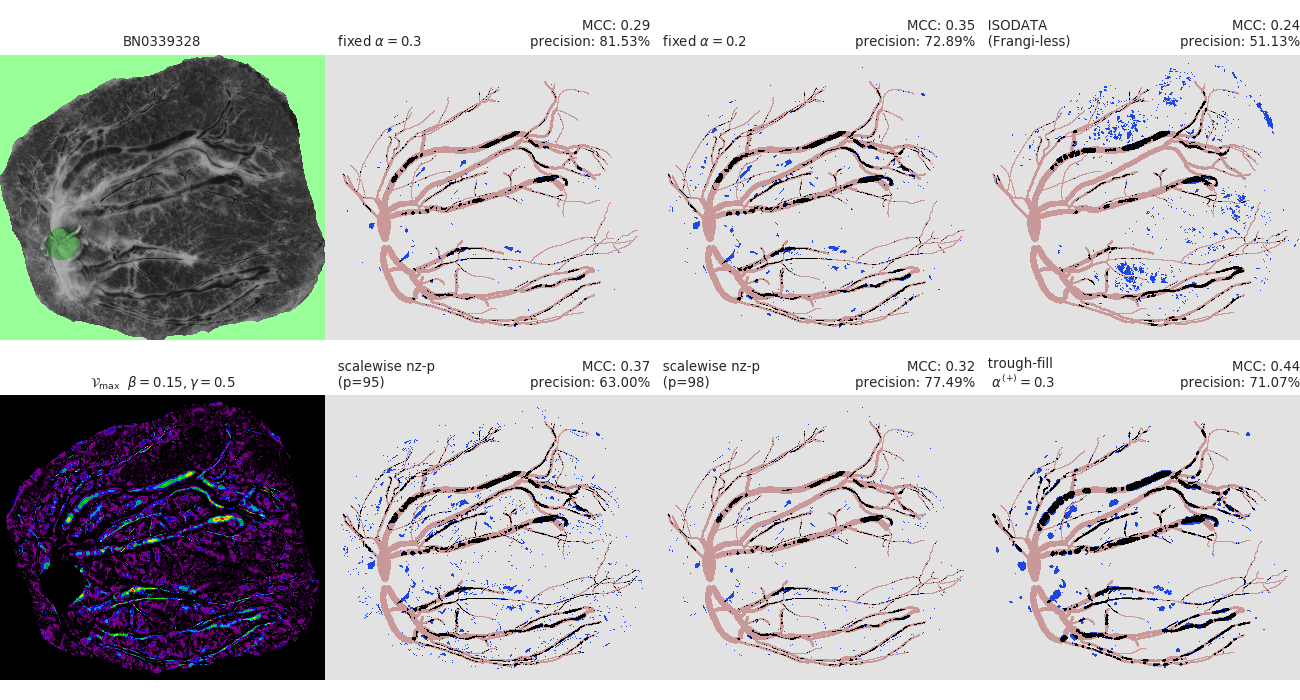 BN0339328
fixed α = 0.3
MCC: 0.29
precision: 81.53%
fixed α = 0.2
MCC: 0.35
precision: 72.89%
ISODATA
(Frangi-less)
MCC: 0.24
precision: 51.13%
𝒱max β = 0.15, γ = 0.5
scalewise nz-p
(p=95)
MCC: 0.37
precision: 63.00%
scalewise nz-p
(p=98)
MCC: 0.32
precision: 77.49%
trough-fill
α(+) = 0.3
MCC: 0.44
precision: 71.07%